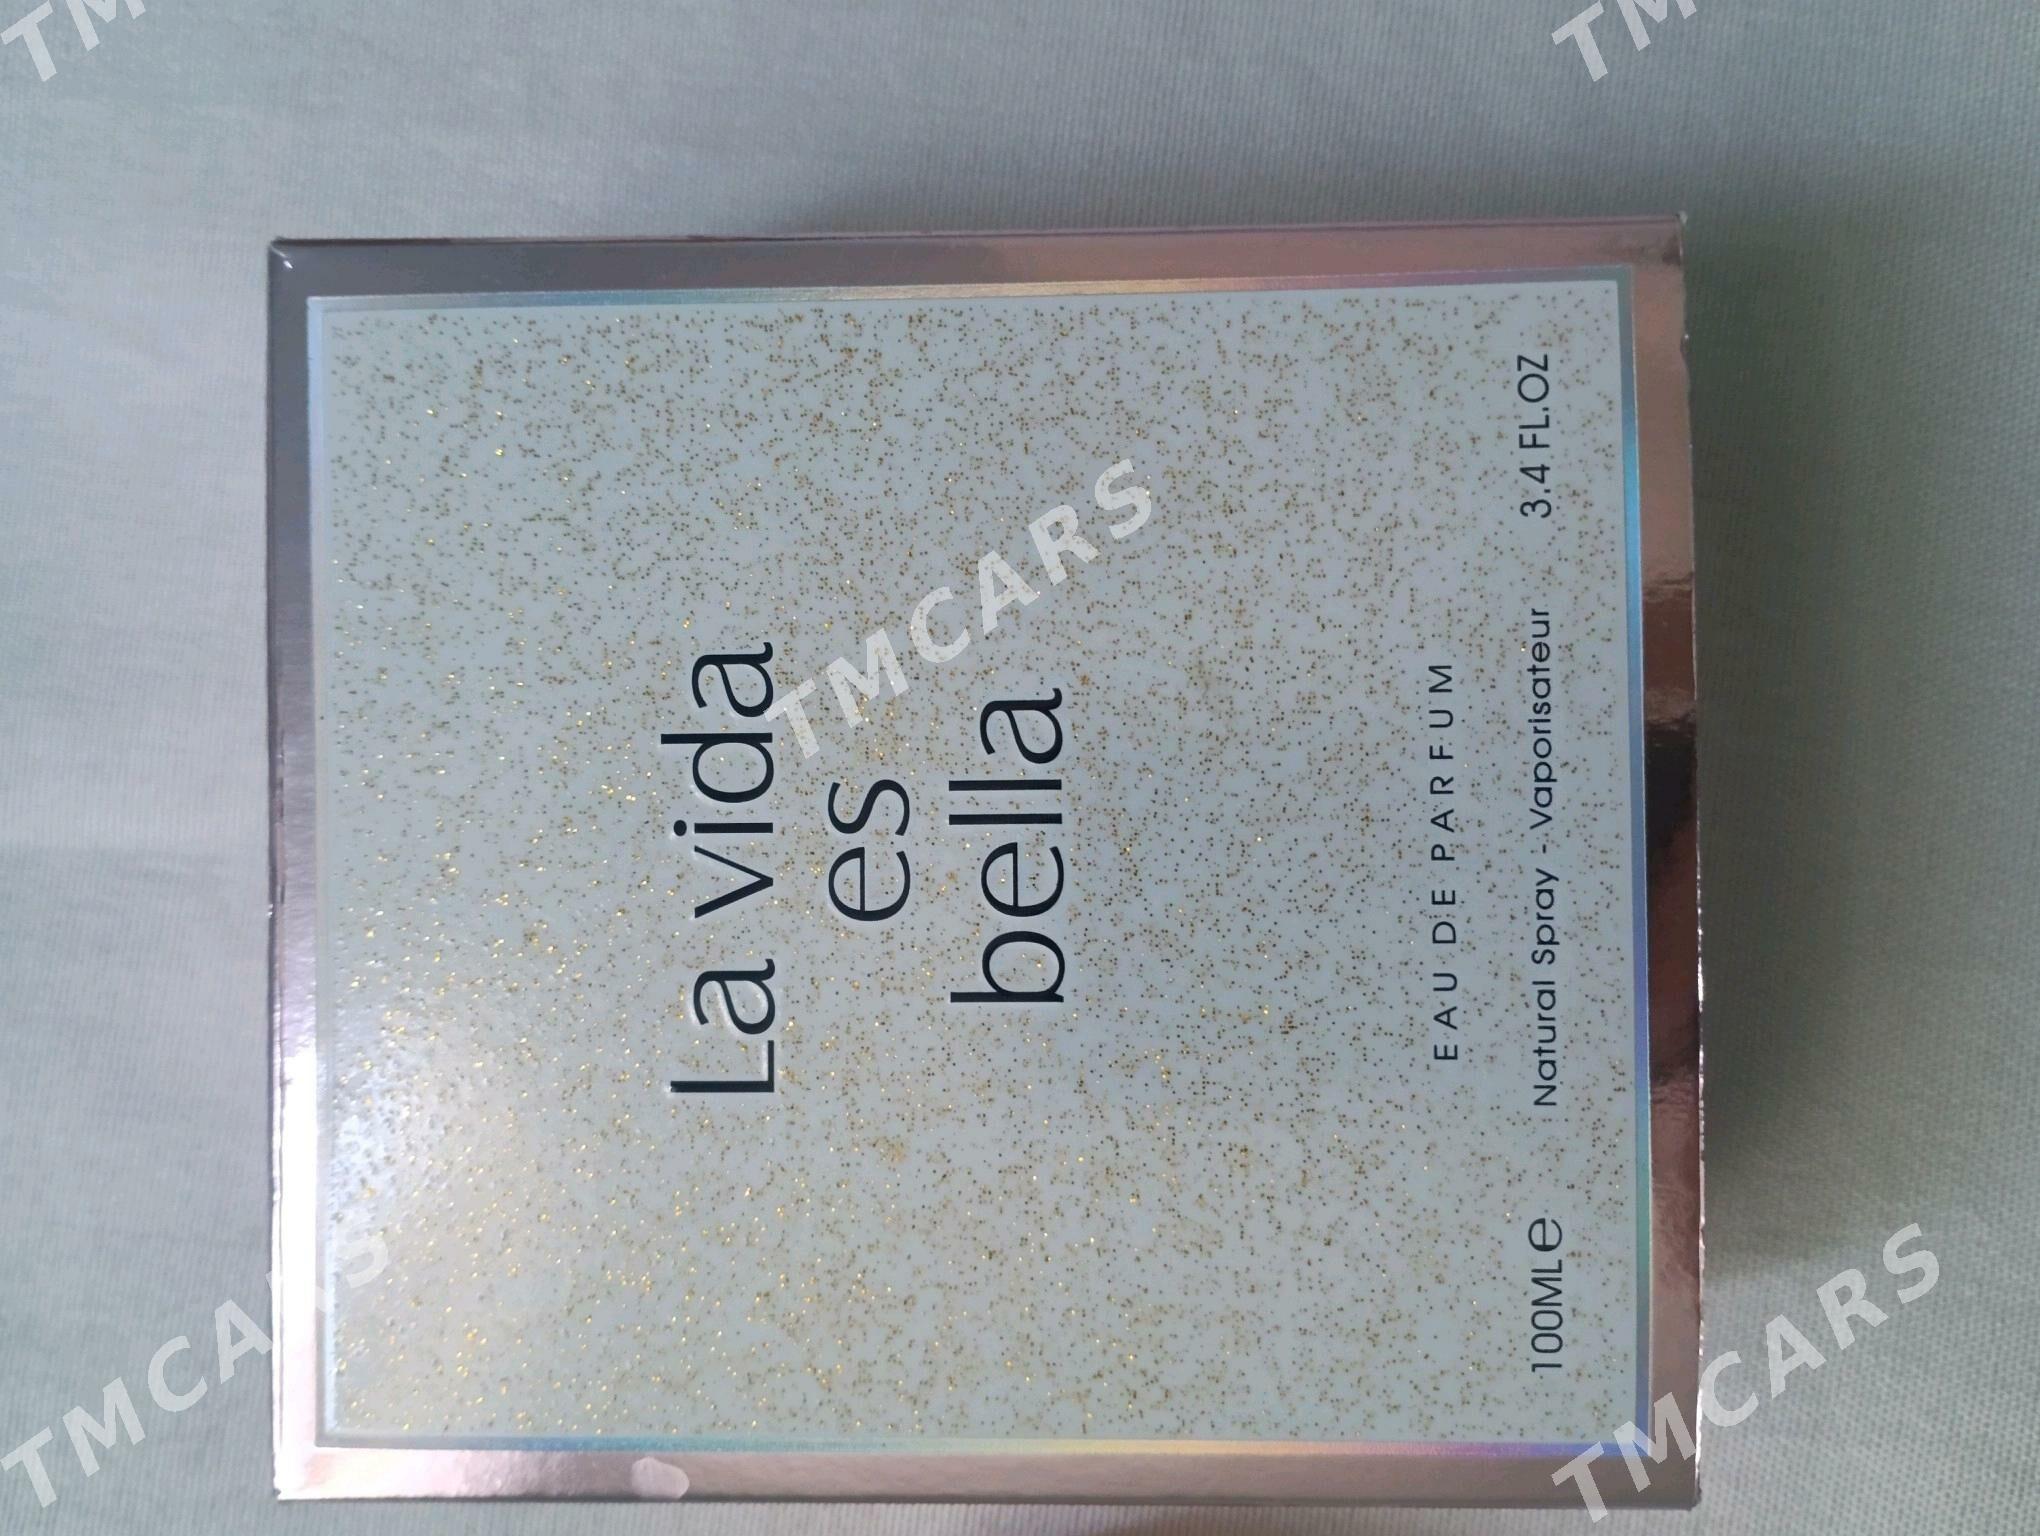 La vida
es
bella
EAU DE PARFUM
100ML e Natural Spray - Vaporisateur 3.4 FL.OZ
TMCARS
TMCARS
TMCARS
TMCARS
TMCARS